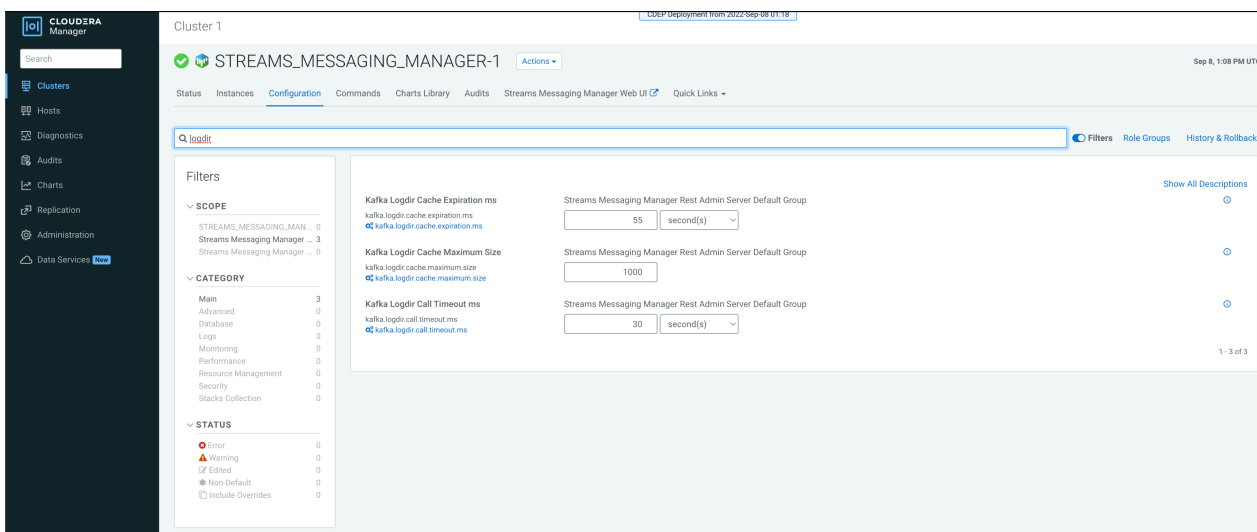 CLOUDERA
Manager
Search
Clusters
Hosts
Diagnostics
Audits
Charts
Replication
Administration
Data Services New
CDEP Deployment from 2022-Sep-08 01:18
Cluster 1
STREAMS_MESSAGING_MANAGER-1 Actions
Sep 8, 1:08 PM UTC
Status Instances Configuration Commands Charts Library Audits Streams Messaging Manager Web UI Quick Links
logdir
Filters Role Groups History & Rollback
Filters
SCOPE
STREAMS_MESSAGING_MAN... 0
Streams Messaging Manager ... 3
Streams Messaging Manager ... 0
CATEGORY
Main 3
Advanced 0
Database 0
Logs 0
Monitoring 0
Performance 0
Resource Management 0
Security 0
Stacks Collection 0
STATUS
Error 0
Warning 0
Edited 0
Non-Default 0
Include Overrides 0
Show All Descriptions
Kafka Logdir Cache Expiration ms Streams Messaging Manager Rest Admin Server Default Group
kafka.logdir.cache.expiration.ms
kafka.logdir.cache.expiration.ms
55 second(s)
Kafka Logdir Cache Maximum Size Streams Messaging Manager Rest Admin Server Default Group
kafka.logdir.cache.maximum.size
kafka.logdir.cache.maximum.size
1000
Kafka Logdir Call Timeout ms Streams Messaging Manager Rest Admin Server Default Group
kafka.logdir.call.timeout.ms
kafka.logdir.call.timeout.ms
30 second(s)
1 - 3 of 3